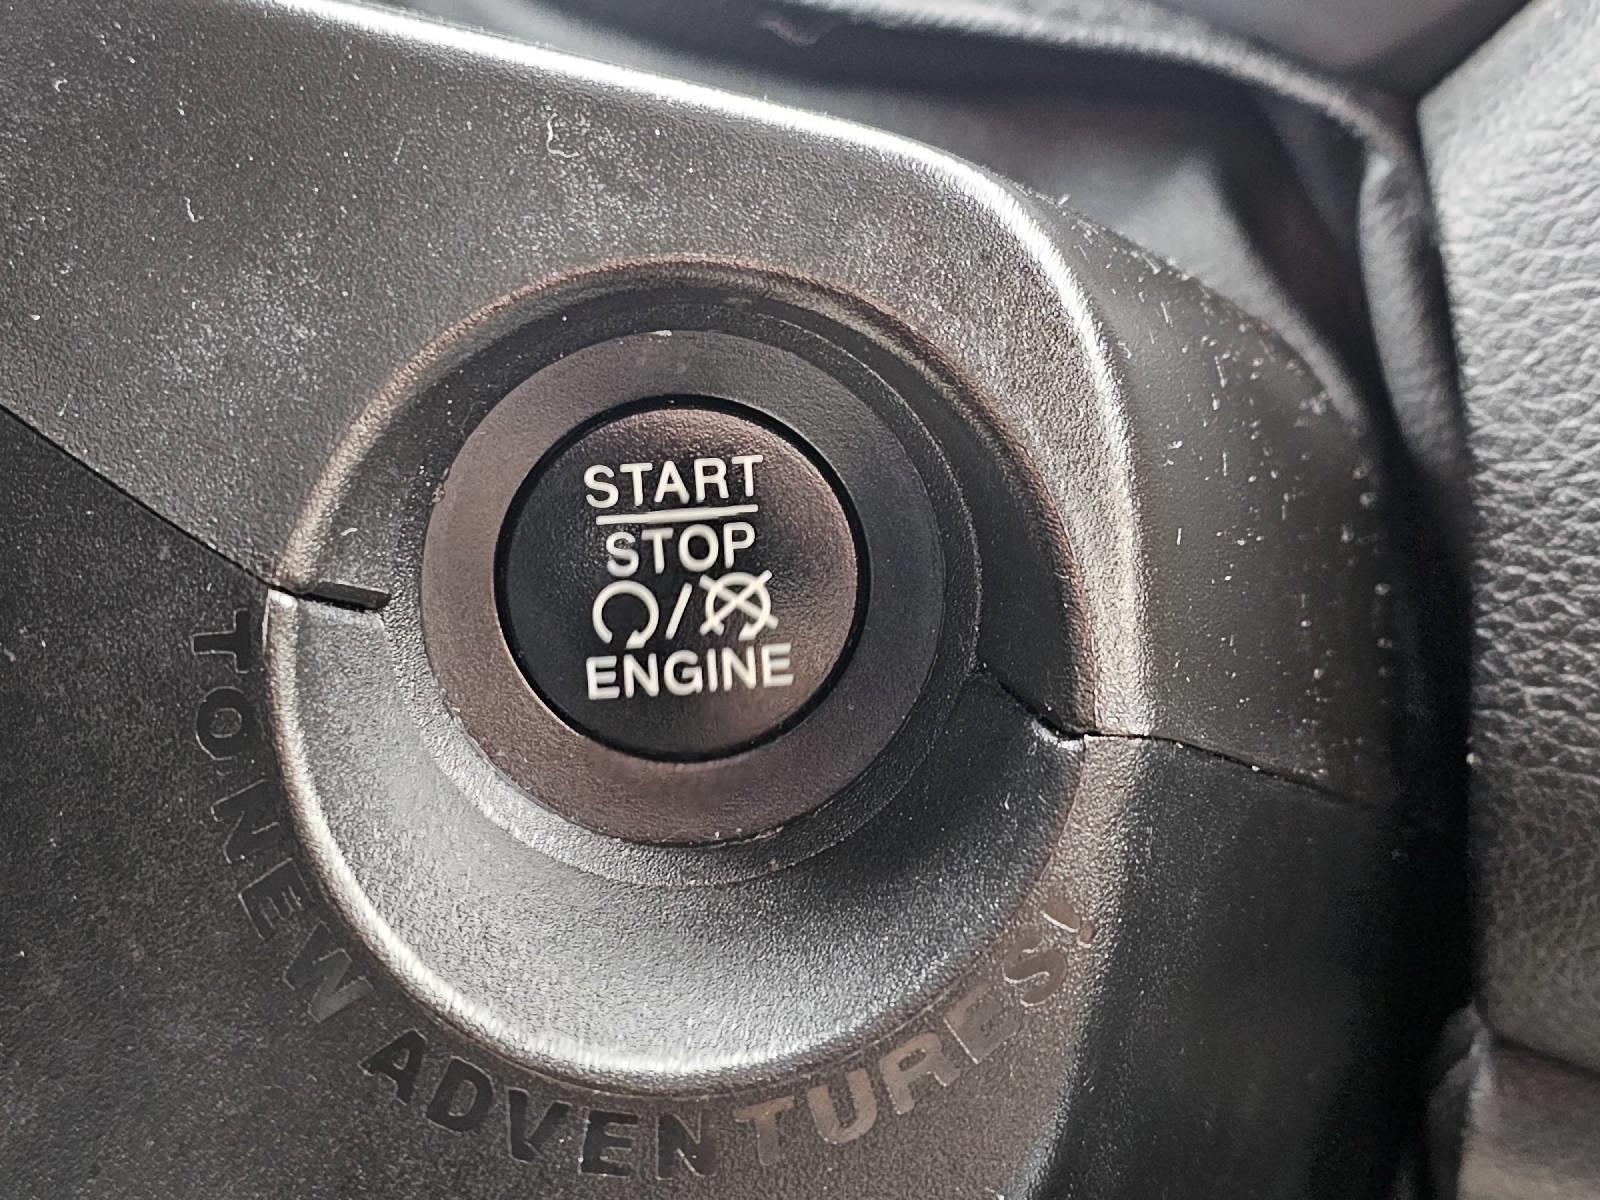 START
STOP
ENGINE
TO NEW ADVENTURES!